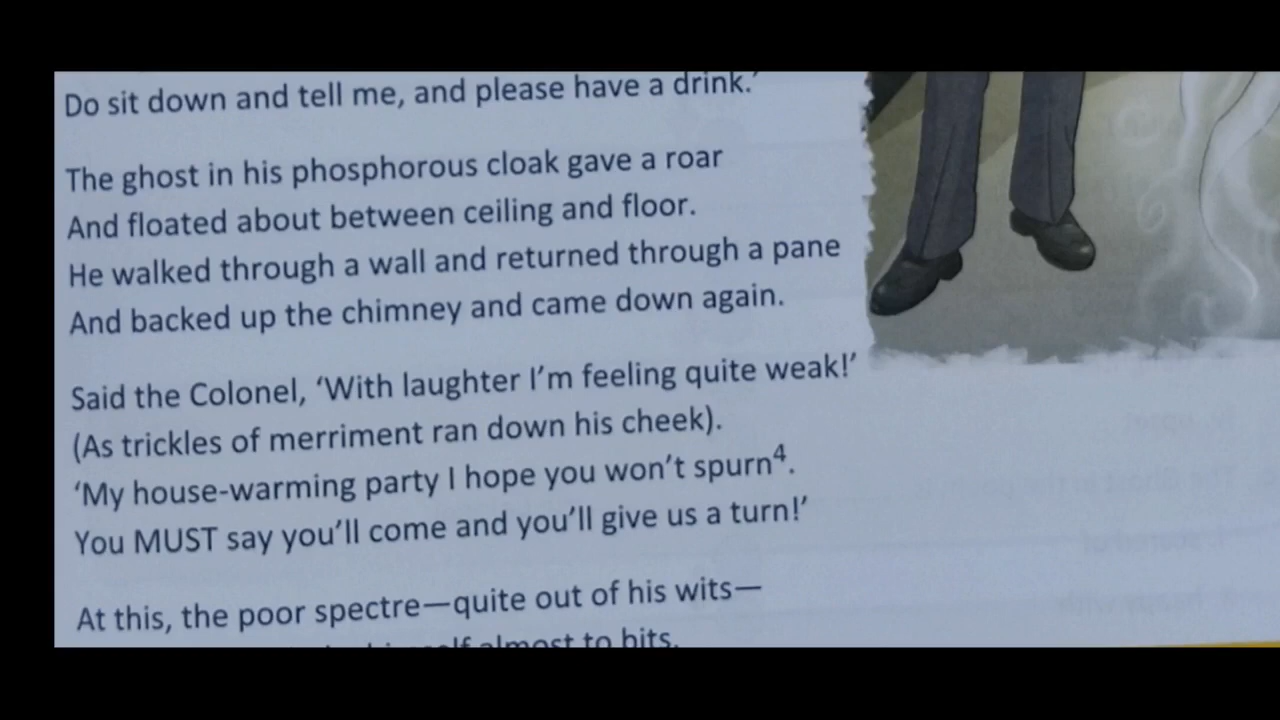 Do sit down and tell me, and please have a drink.’
The ghost in his phosphorous cloak gave a roar
And floated about between ceiling and floor.
He walked through a wall and returned through a pane
And backed up the chimney and came down again.
Said the Colonel, ‘With laughter I’m feeling quite weak!’
(As trickles of merriment ran down his cheek).
‘My house-warming party I hope you won’t spurn⁴.
You MUST say you’ll come and you’ll give us a turn!’
At this, the poor spectre—quite out of his wits—
almost to bits.